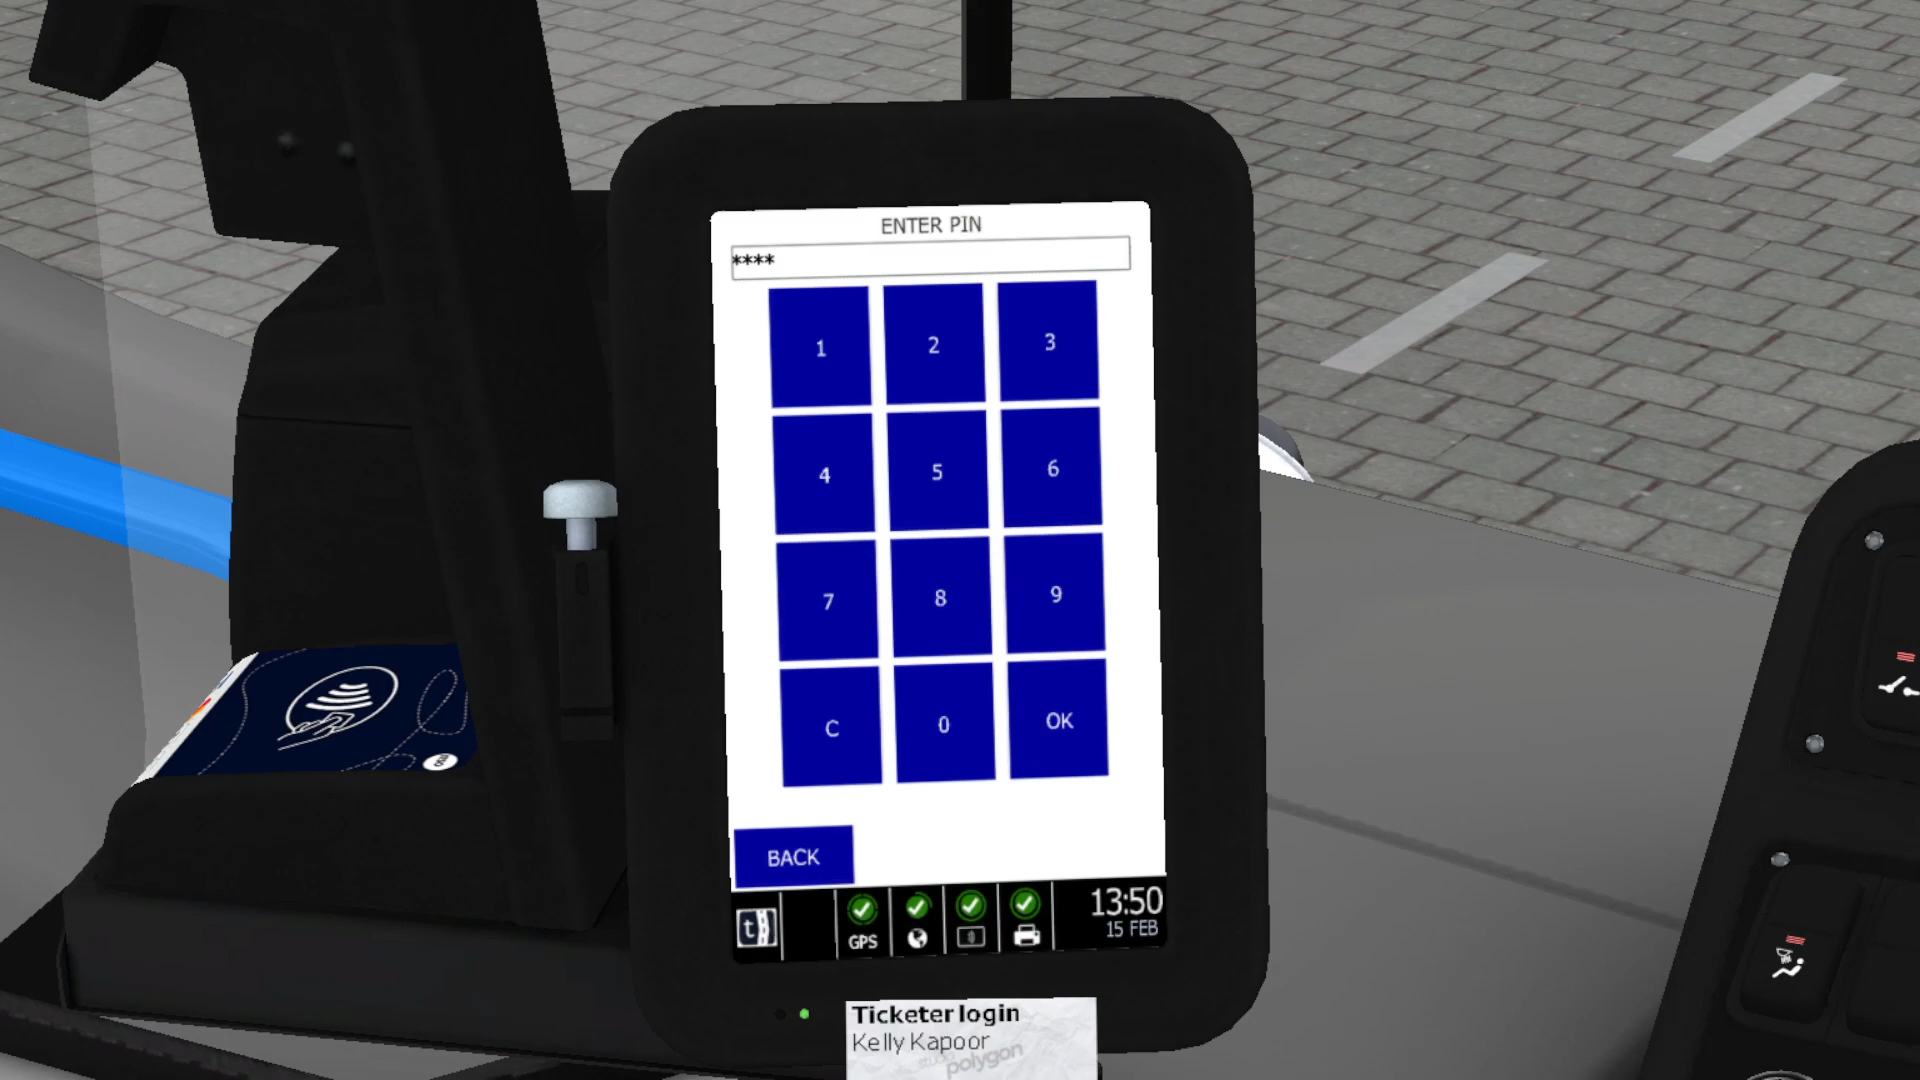 ENTER PIN
****
1 2 3
4 5 6
7 8 9
C 0 OK
BACK
t
GPS
13:50
15 FEB
Ticketer login
Kelly Kapoor
studio
polygon